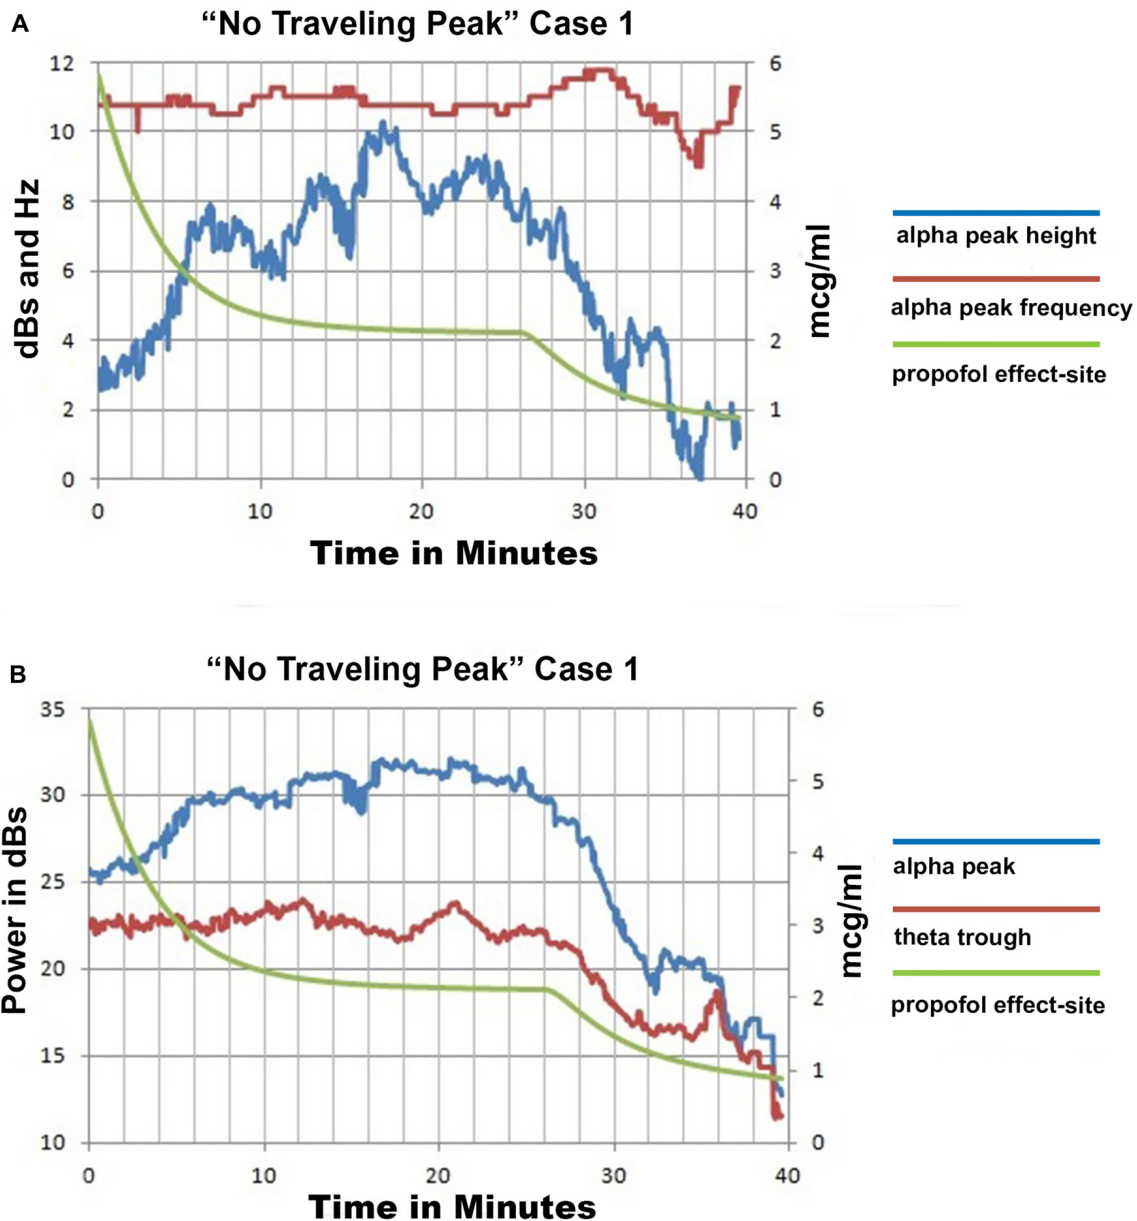 A
“No Traveling Peak” Case 1
12
10
8
6
4
2
0
dBs and Hz
6
5
4
3
2
1
0
mcg/ml
0 10 20 30 40
Time in Minutes
alpha peak height
alpha peak frequency
propofol effect-site
B
“No Traveling Peak” Case 1
35
30
25
20
15
10
Power in dBs
6
5
4
3
2
1
0
mcg/ml
0 10 20 30 40
Time in Minutes
alpha peak
theta trough
propofol effect-site